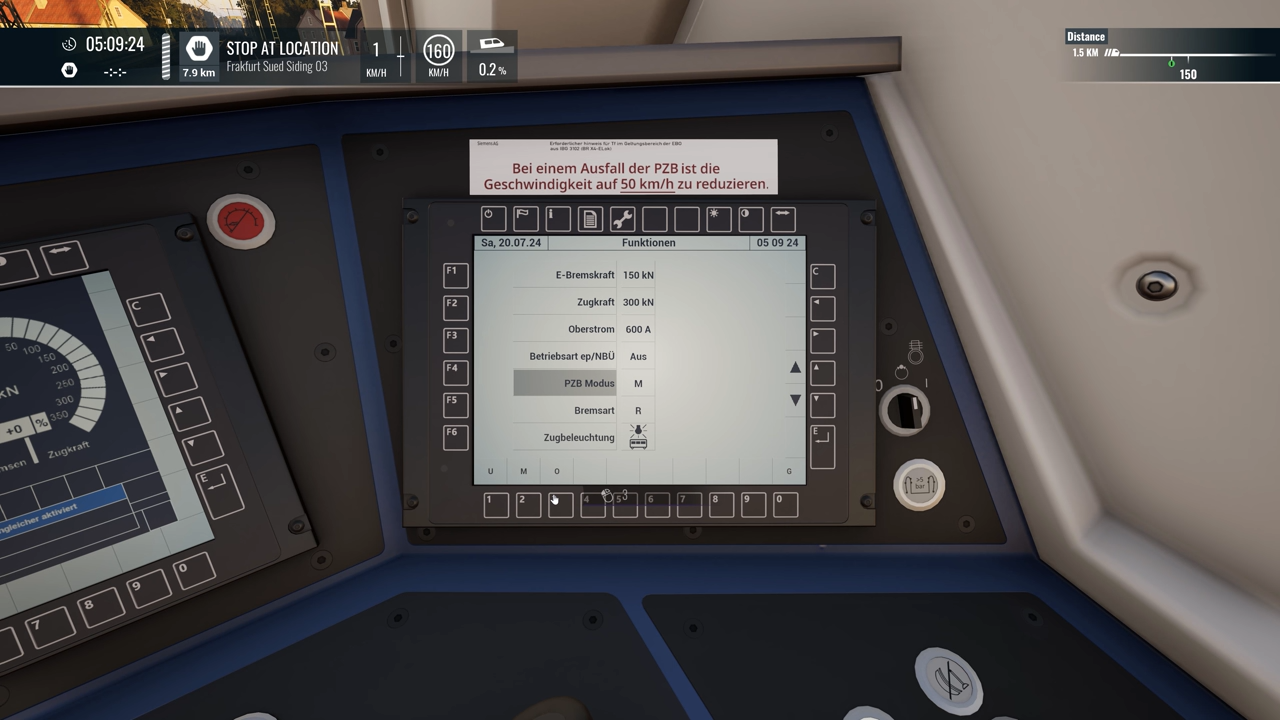 05:09:24
-:-:-
7.9 km
STOP AT LOCATION
Frakfurt Sued Siding 03
1
KM/H
160
KM/H
0.2 %
Distance
1.5 KM
150
Bei einem Ausfall der PZB ist die
Geschwindigkeit auf 50 km/h zu reduzieren.
Sa, 20.07.24 Funktionen 05 09 24
E-Bremskraft 150 kN
Zugkraft 300 kN
Oberstrom 600 A
Betriebsart ep/NBÜ Aus
PZB Modus M
Bremsart R
Zugbeleuchtung
U M O G
F1
F2
F3
F4
F5
F6
C
E
1 2 4 5 6 7 8 9 0
3
0 I
>5
bar
50 100
150
200
250
300
350
kN
+0 %
Zugkraft
C
E
7 8 9 0